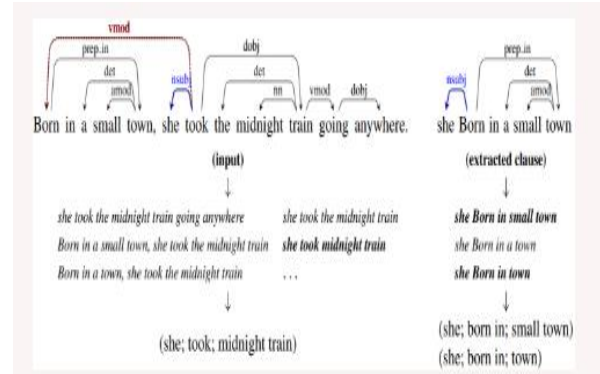 vmod
prep.in
dobj
prep.in
det
nsubj
det
nsubj
det
amod
nn
vmod
dobj
amod
Born in a small town, she took the midnight train going anywhere.
she Born in a small town
(input)
(extracted clause)
she took the midnight train going anywhere
she took the midnight train
she Born in small town
Born in a small town, she took the midnight train
she took midnight train
she Born in a town
Born in a town, she took the midnight train
. . .
she Born in town
(she; took; midnight train)
(she; born in; small town)
(she; born in; town)